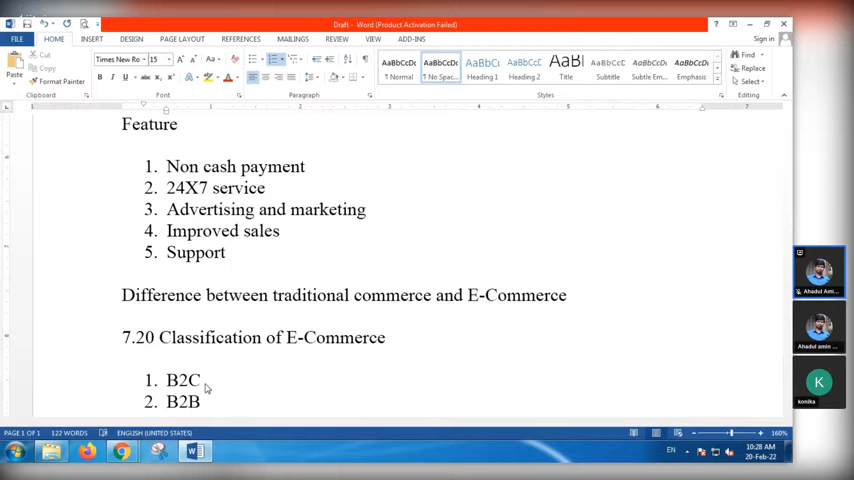 Draft - Word (Product Activation Failed)
FILE HOME INSERT DESIGN PAGE LAYOUT REFERENCES MAILINGS REVIEW VIEW ADD-INS Sign in
Paste
Cut
Copy
Format Painter
Clipboard
Times New Ro 15
Font
Paragraph
AaBbCcDc AaBbCcDc AaBbCc AaBbCcDc AaBl AaBbCcDc AaBbCcDc AaBbCcDc
¶ Normal ¶ No Spac... Heading 1 Heading 2 Title Subtitle Subtle Em... Emphasis
Styles
Find
Replace
Select
Editing
Feature
1. Non cash payment
2. 24X7 service
3. Advertising and marketing
4. Improved sales
5. Support
Difference between traditional commerce and E-Commerce
7.20 Classification of E-Commerce
1. B2C
2. B2B
Ahadul Ami...
Ahadul amin ...
K
konika
PAGE 1 OF 1 122 WORDS ENGLISH (UNITED STATES) 160%
EN
10:28 AM
20-Feb-22